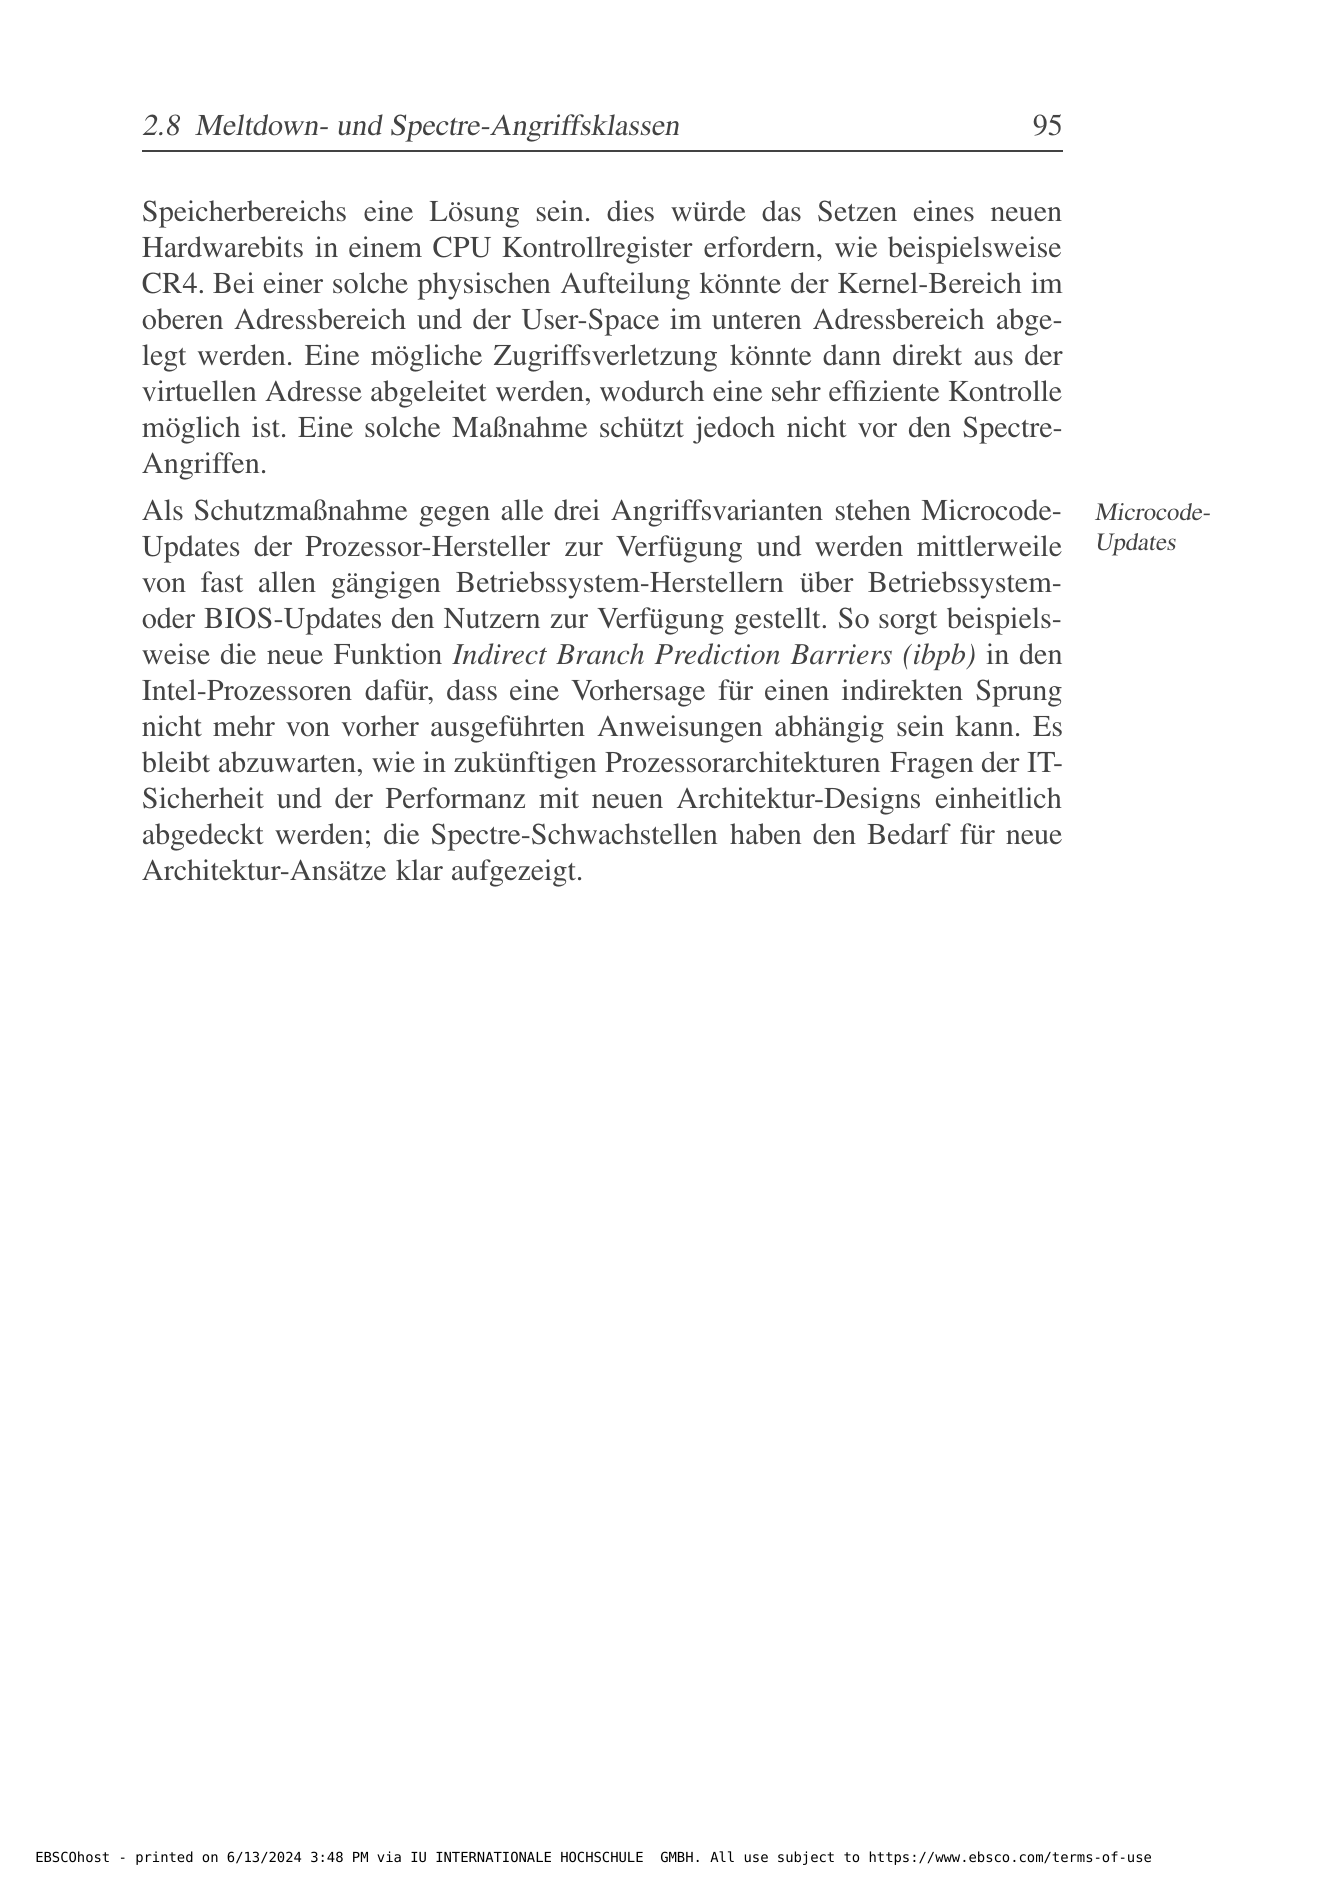 2.8 Meltdown- und Spectre-Angriffsklassen 95
Speicherbereichs eine Lösung sein. dies würde das Setzen eines neuen
Hardwarebits in einem CPU Kontrollregister erfordern, wie beispielsweise
CR4. Bei einer solche physischen Aufteilung könnte der Kernel-Bereich im
oberen Adressbereich und der User-Space im unteren Adressbereich abge-
legt werden. Eine mögliche Zugriffsverletzung könnte dann direkt aus der
virtuellen Adresse abgeleitet werden, wodurch eine sehr effiziente Kontrolle
möglich ist. Eine solche Maßnahme schützt jedoch nicht vor den Spectre-
Angriffen.
Als Schutzmaßnahme gegen alle drei Angriffsvarianten stehen Microcode-
Updates der Prozessor-Hersteller zur Verfügung und werden mittlerweile
von fast allen gängigen Betriebssystem-Herstellern über Betriebssystem-
oder BIOS-Updates den Nutzern zur Verfügung gestellt. So sorgt beispiels-
weise die neue Funktion Indirect Branch Prediction Barriers (ibpb) in den
Intel-Prozessoren dafür, dass eine Vorhersage für einen indirekten Sprung
nicht mehr von vorher ausgeführten Anweisungen abhängig sein kann. Es
bleibt abzuwarten, wie in zukünftigen Prozessorarchitekturen Fragen der IT-
Sicherheit und der Performanz mit neuen Architektur-Designs einheitlich
abgedeckt werden; die Spectre-Schwachstellen haben den Bedarf für neue
Architektur-Ansätze klar aufgezeigt.
Microcode-
Updates
EBSCOhost - printed on 6/13/2024 3:48 PM via IU INTERNATIONALE HOCHSCHULE GMBH. All use subject to https://www.ebsco.com/terms-of-use